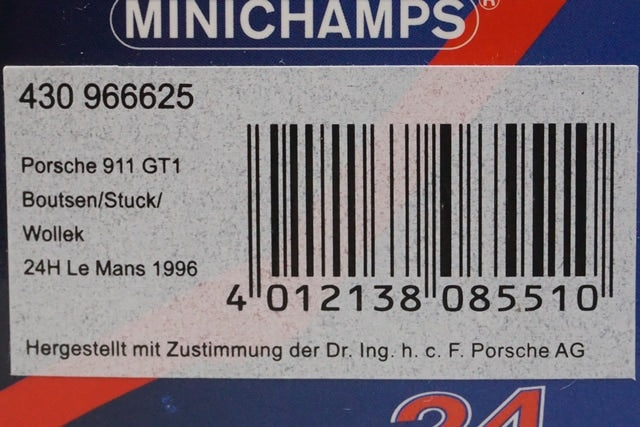 MINICHAMPS®
430 966625
Porsche 911 GT1
Boutsen/Stuck/
Wollek
24H Le Mans 1996
4 012138 085510
Hergestellt mit Zustimmung der Dr. Ing. h. c. F. Porsche AG
24